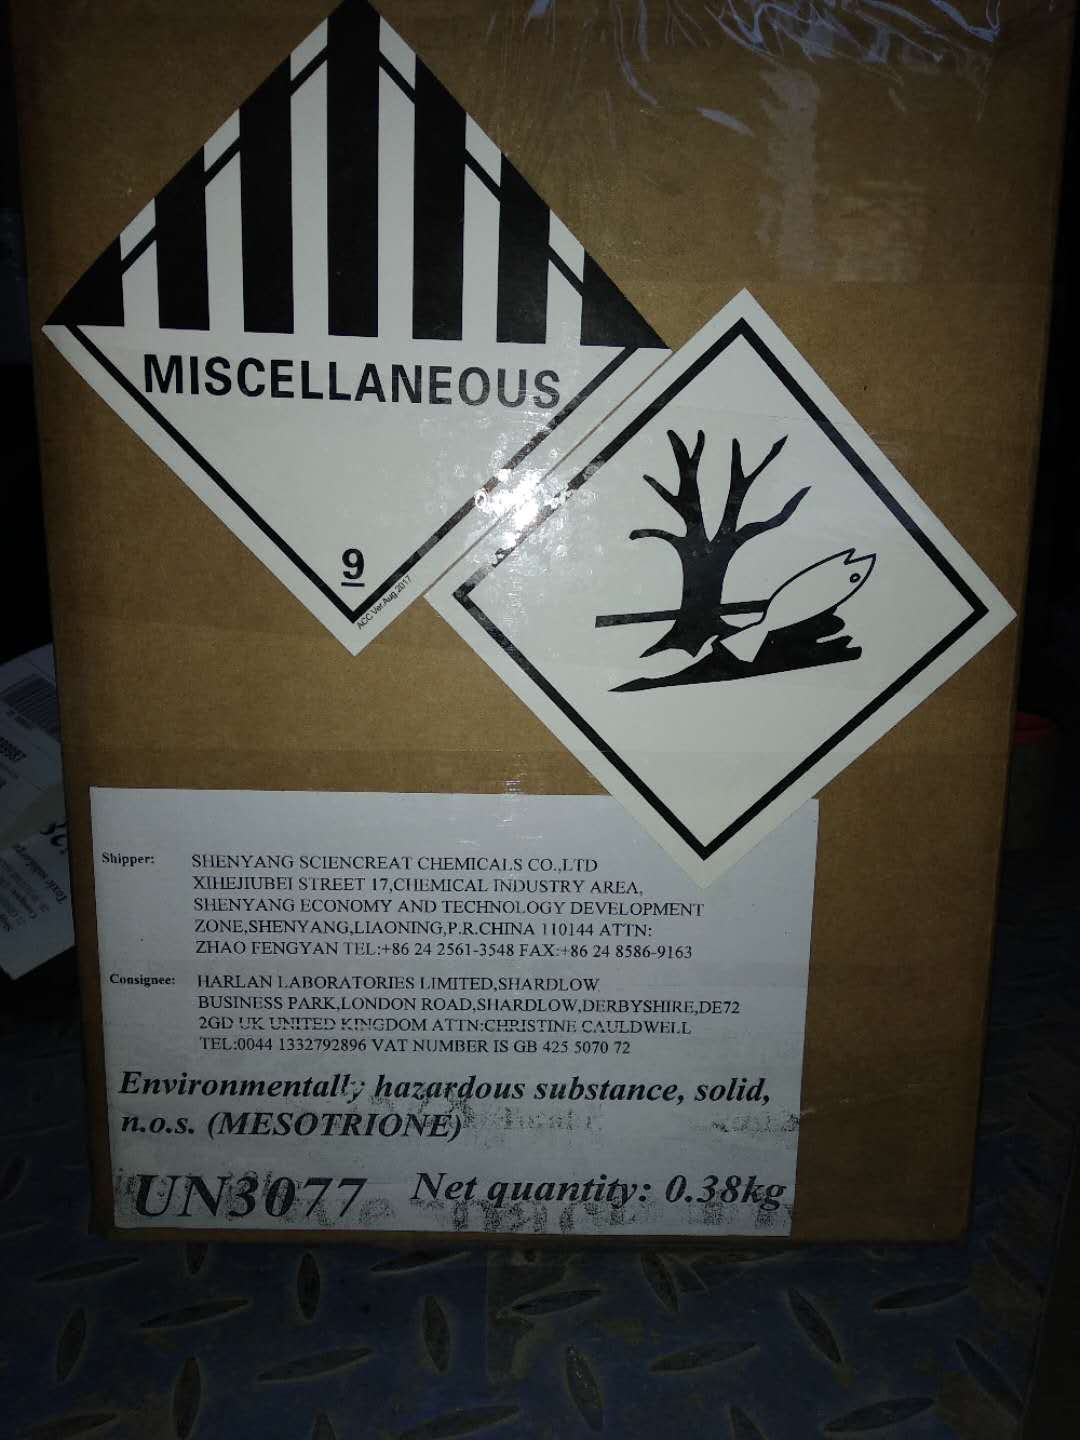 MISCELLANEOUS
9
ACC Ver.Aug 2017
Shipper: SHENYANG SCIENCREAT CHEMICALS CO.,LTD
XIHEJIUBEI STREET 17,CHEMICAL INDUSTRY AREA,
SHENYANG ECONOMY AND TECHNOLOGY DEVELOPMENT
ZONE,SHENYANG,LIAONING,P.R.CHINA 110144 ATTN:
ZHAO FENGYAN TEL:+86 24 2561-3548 FAX:+86 24 8586-9163
Consignee: HARLAN LABORATORIES LIMITED,SHARDLOW
BUSINESS PARK,LONDON ROAD,SHARDLOW,DERBYSHIRE,DE72
2GD UK UNITED KINGDOM ATTN:CHRISTINE CAULDWELL
TEL:0044 1332792896 VAT NUMBER IS GB 425 5070 72
Environmentally hazardous substance, solid,
n.o.s. (MESOTRIONE)
UN3077 Net quantity: 0.38kg